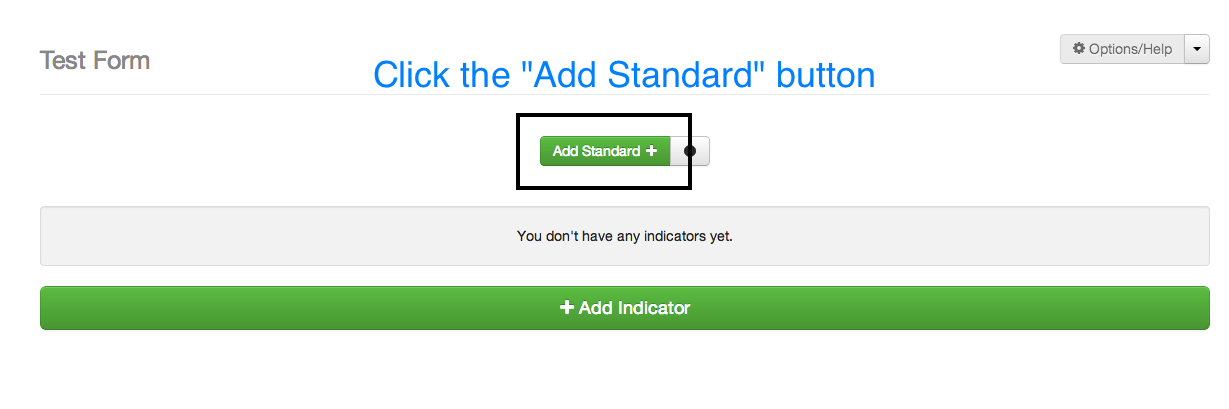 Test Form
Options/Help
Click the "Add Standard" button
Add Standard +
You don't have any indicators yet.
+ Add Indicator